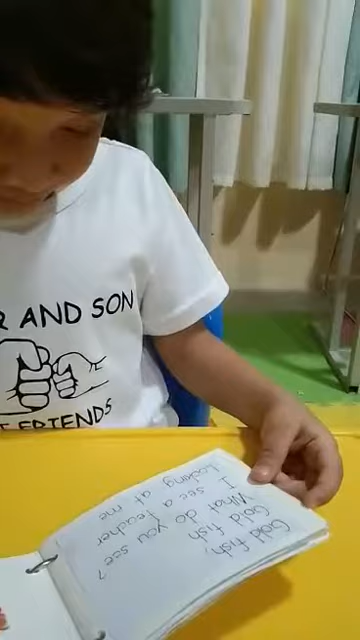 R AND SON
T FRIENDS
Gold fish,
Gold fish
What do you see?
I see a teacher
Looking at me